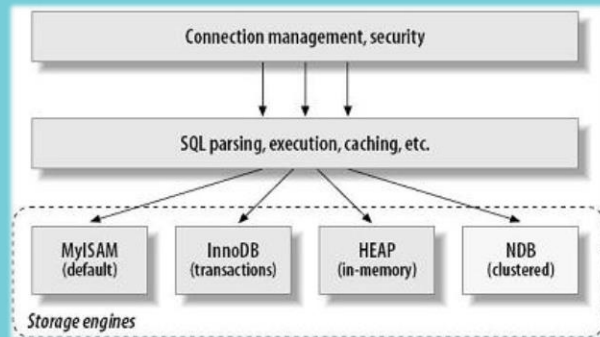 Connection management, security
SQL parsing, execution, caching, etc.
MyISAM
(default)
InnoDB
(transactions)
HEAP
(in-memory)
NDB
(clustered)
Storage engines